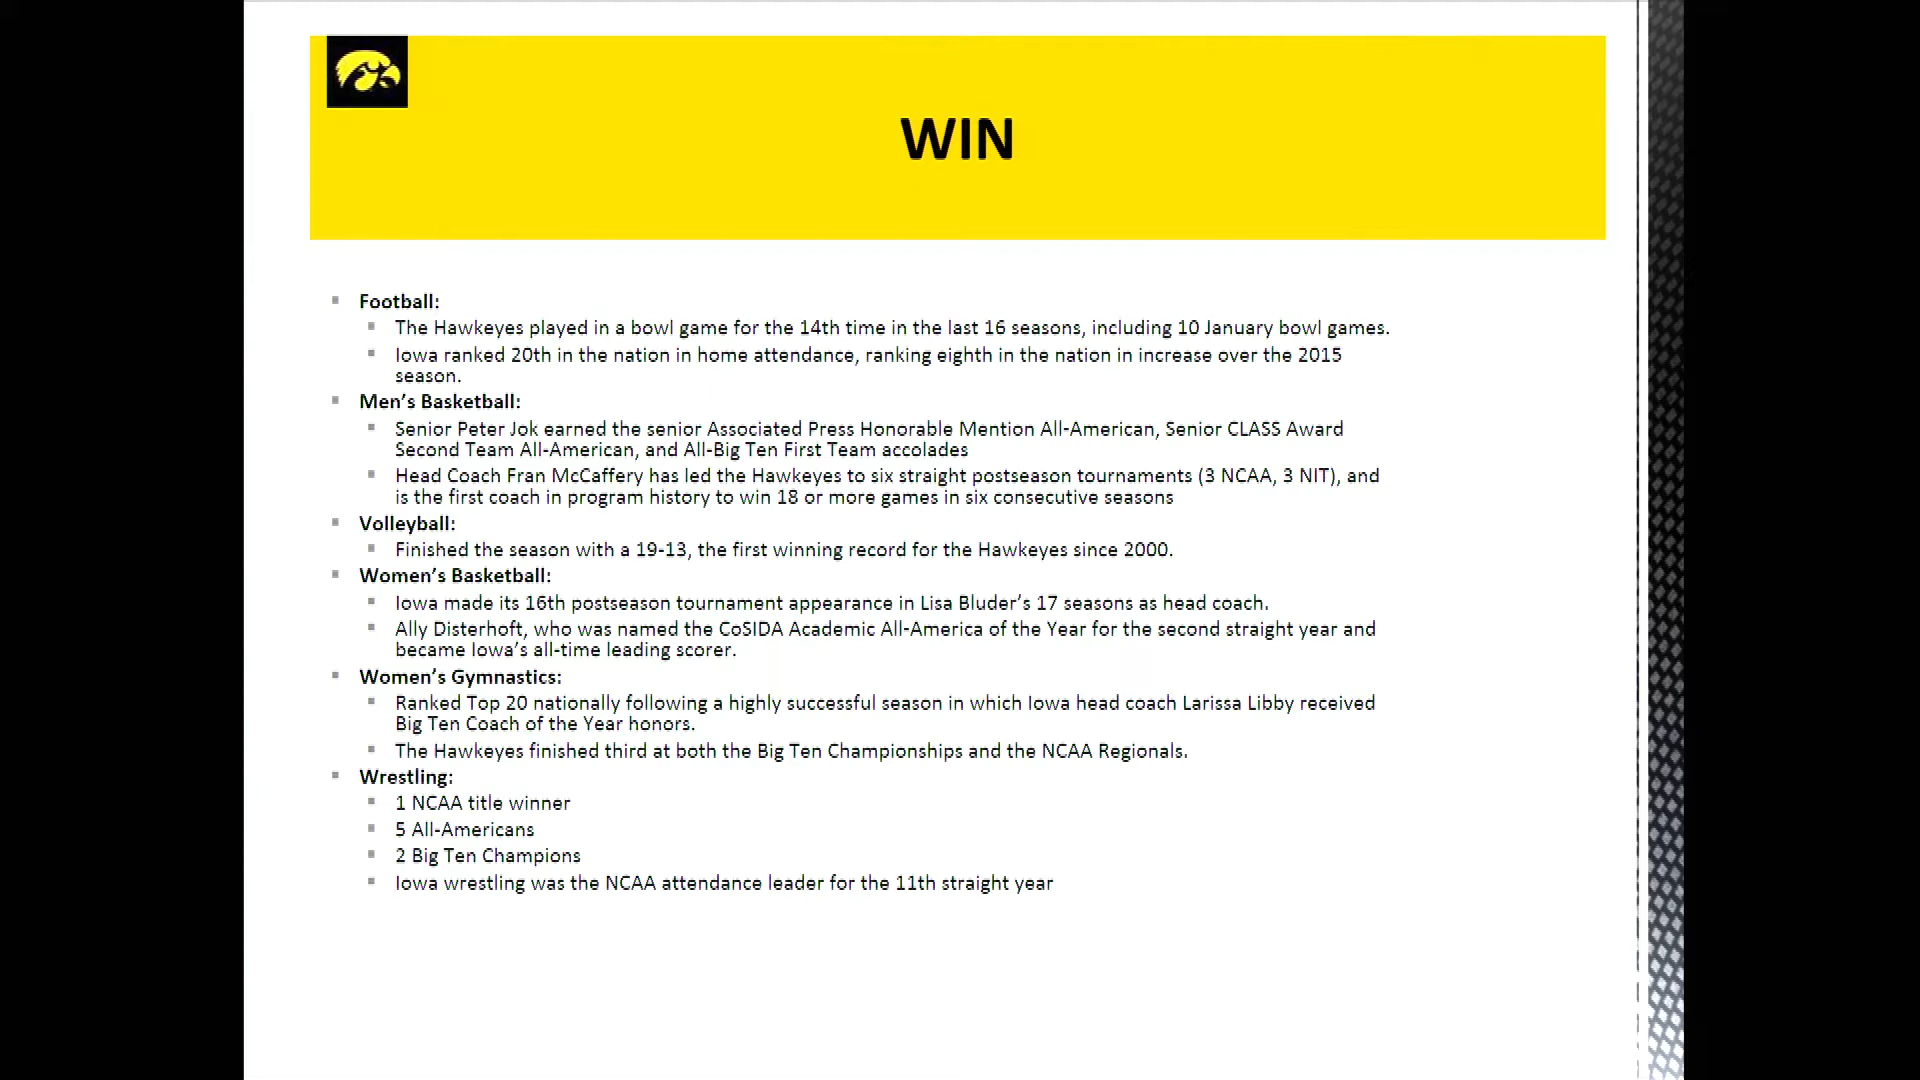 WIN
Football:
The Hawkeyes played in a bowl game for the 14th time in the last 16 seasons, including 10 January bowl games.
Iowa ranked 20th in the nation in home attendance, ranking eighth in the nation in increase over the 2015
season.
Men's Basketball:
Senior Peter Jok earned the senior Associated Press Honorable Mention All-American, Senior CLASS Award
Second Team All-American, and All-Big Ten First Team accolades
Head Coach Fran McCaffery has led the Hawkeyes to six straight postseason tournaments (3 NCAA, 3 NIT), and
is the first coach in program history to win 18 or more games in six consecutive seasons
Volleyball:
Finished the season with a 19-13, the first winning record for the Hawkeyes since 2000.
Women's Basketball:
Iowa made its 16th postseason tournament appearance in Lisa Bluder's 17 seasons as head coach.
Ally Disterhoft, who was named the CoSIDA Academic All-America of the Year for the second straight year and
became Iowa's all-time leading scorer.
Women's Gymnastics:
Ranked Top 20 nationally following a highly successful season in which Iowa head coach Larissa Libby received
Big Ten Coach of the Year honors.
The Hawkeyes finished third at both the Big Ten Championships and the NCAA Regionals.
Wrestling:
1 NCAA title winner
5 All-Americans
2 Big Ten Champions
Iowa wrestling was the NCAA attendance leader for the 11th straight year